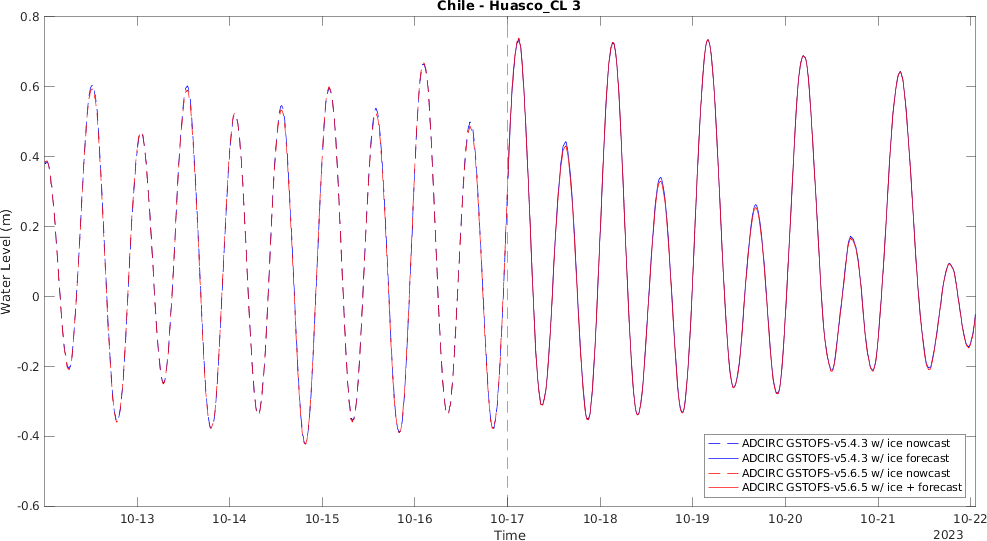 Chile - Huasco_CL 3
0.8
0.6
0.4
0.2
0
-0.2
-0.4
-0.6
Water Level (m)
ADCIRC GSTOFS-v5.4.3 w/ ice nowcast
ADCIRC GSTOFS-v5.4.3 w/ ice forecast
ADCIRC GSTOFS-v5.6.5 w/ ice nowcast
ADCIRC GSTOFS-v5.6.5 w/ ice + forecast
10-13 10-14 10-15 10-16 10-17 10-18 10-19 10-20 10-21 10-22
Time
2023